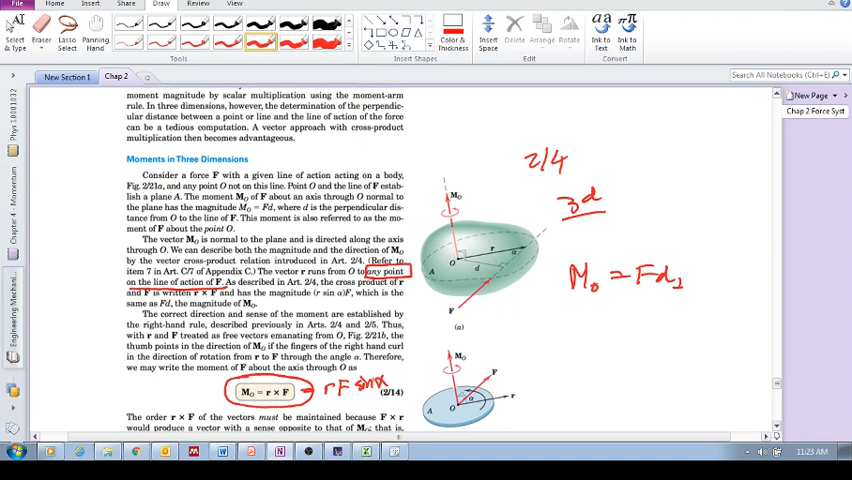 File
Home
Insert
Share
Draw
Review
View
Select
& Type
Eraser
Lasso
Select
Panning
Hand
Tools
Color &
Thickness
Insert Shapes
Insert
Space
Delete
Arrange
Rotate
Edit
Ink to
Text
Ink to
Math
Convert
New Section 1
Chap 2
Search All Notebooks (Ctrl+E)
New Page
Chap 2 Force Syst
Phys 1000\1032
Chapter 4 - Momentum
Engineering Mechanic
moment magnitude by scalar multiplication using the moment-arm
rule. In three dimensions, however, the determination of the perpen-
dicular distance between a point or line and the line of action of the force
can be a tedious computation. A vector approach with cross-product
multiplication then becomes advantageous.
Moments in Three Dimensions
Consider a force F with a given line of action acting on a body,
Fig. 2/21a, and any point O not on this line. Point O and the line of F estab-
lish a plane A. The moment M_O of F about an axis through O normal to
the plane has the magnitude M_O = Fd, where d is the perpendicular dis-
tance from O to the line of F. This moment is also referred to as the mo-
ment of F about the point O.
The vector M_O is normal to the plane and is directed along the axis
through O. We can describe both the magnitude and the direction of M_O
by the vector cross-product relation introduced in Art. 2/4. (Refer to
item 7 in Art. C/7 of Appendix C.) The vector r runs from O to any point
on the line of action of F. As described in Art. 2/4, the cross product of r
and F is written r × F and has the magnitude (r sin α)F, which is the
same as Fd, the magnitude of M_O.
The correct direction and sense of the moment are established by
the right-hand rule, described previously in Arts. 2/4 and 2/5. Thus,
with r and F treated as free vectors emanating from O, Fig. 2/21b, the
thumb points in the direction of M_O if the fingers of the right hand curl
in the direction of rotation from r to F through the angle α. Therefore,
we may write the moment of F about the axis through O as
M_O = r × F = rF sin α (2/14)
The order r × F of the vectors must be maintained because F × r
would produce a vector with a sense opposite to that of M_O; that is,
2/4
3d
M_O = Fd⊥
M_O
r
α
O
d
A
F
(a)
M_O
F
α
O
r
A
11:23 AM